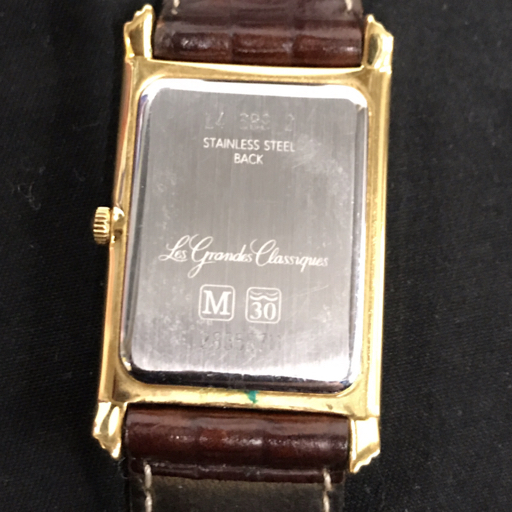 STAINLESS STEEL
BACK
Les Grandes Classiques
M 30